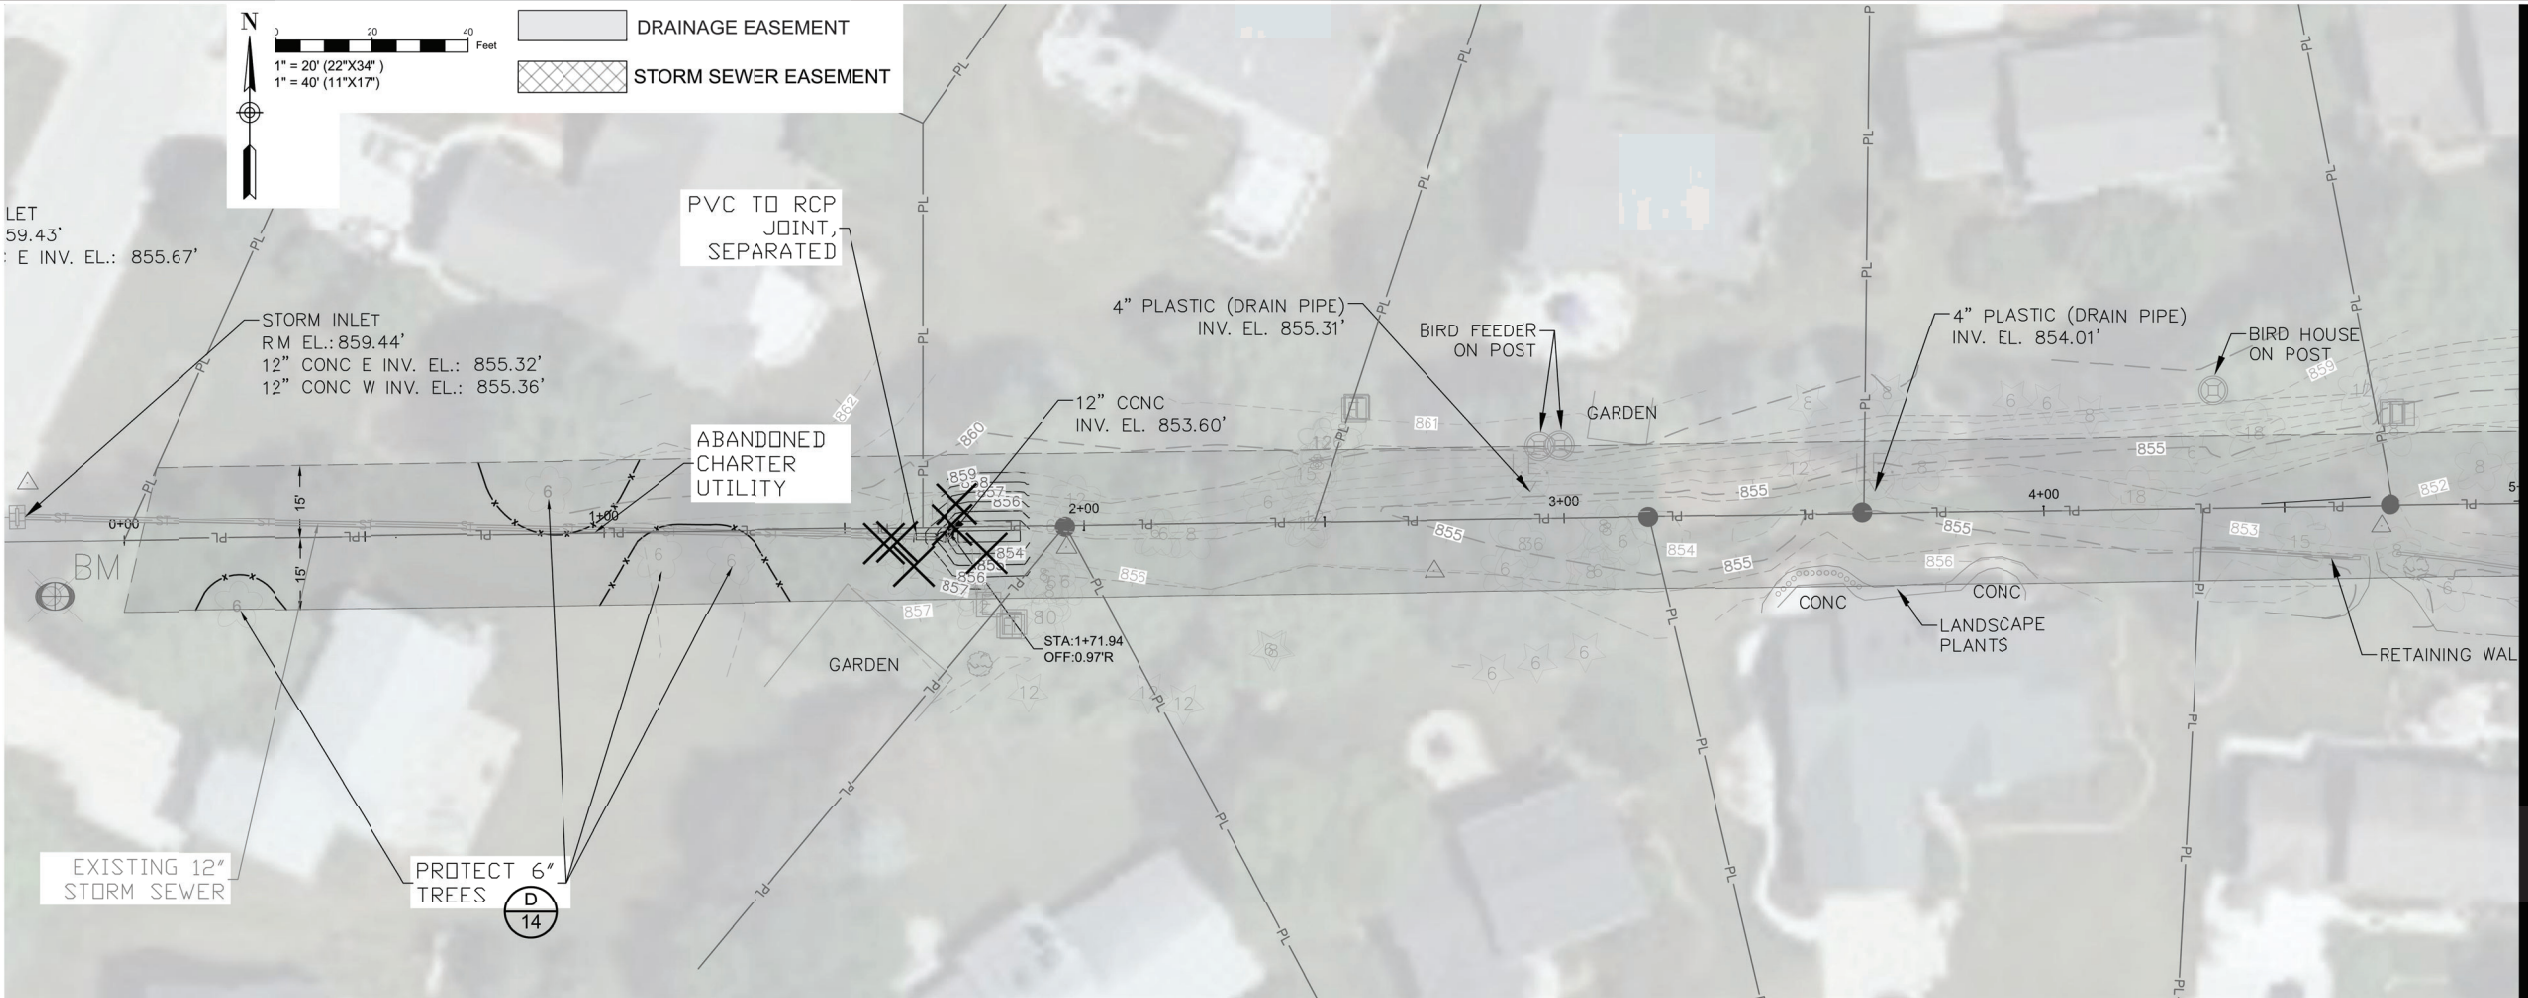 N
0 20 40
Feet
1" = 20' (22"X34" )
1" = 40' (11"X17")
DRAINAGE EASEMENT
STORM SEWER EASEMENT
LET
59.43'
E INV. EL.: 855.67'
STORM INLET
RM EL.:859.44'
12" CONC E INV. EL.: 855.32'
12" CONC W INV. EL.: 855.36'
PVC TO RCP
JOINT,
SEPARATED
ABANDONED
CHARTER
UTILITY
12" CCNC
INV. EL. 853.60'
4" PLASTIC (DRAIN PIPE)
INV. EL. 855.31'
BIRD FEEDER
ON POST
GARDEN
4" PLASTIC (DRAIN PIPE)
INV. EL. 854.01'
BIRD HOUSE
ON POST
862
860
861
859
859
857
856
855
855
852
0+00
1+00
2+00
3+00
4+00
15'
15'
BM
854
856
857
857
855
854
855
855
856
853
GARDEN
STA:1+71.94
OFF:0.97'R
CONC
CONC
LANDSCAPE
PLANTS
RETAINING WAL
EXISTING 12"
STORM SEWER
PROTECT 6"
TREES
D
14
PL
ST